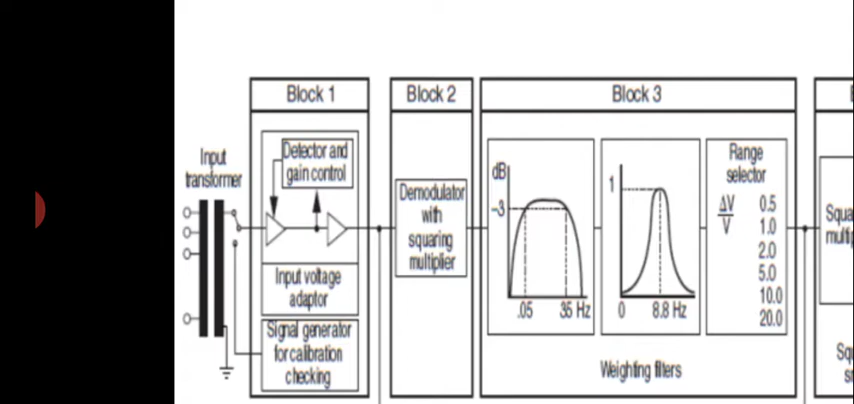 Block 1
Block 2
Block 3
Input
transformer
Detector and
gain control
Input voltage
adaptor
Signal generator
for calibration
checking
Demodulator
with
squaring
multiplier
dB
–3
.05 35 Hz
1
0 8.8 Hz
Weighting filters
Range
selector
ΔV
V
0.5
1.0
2.0
5.0
10.0
20.0